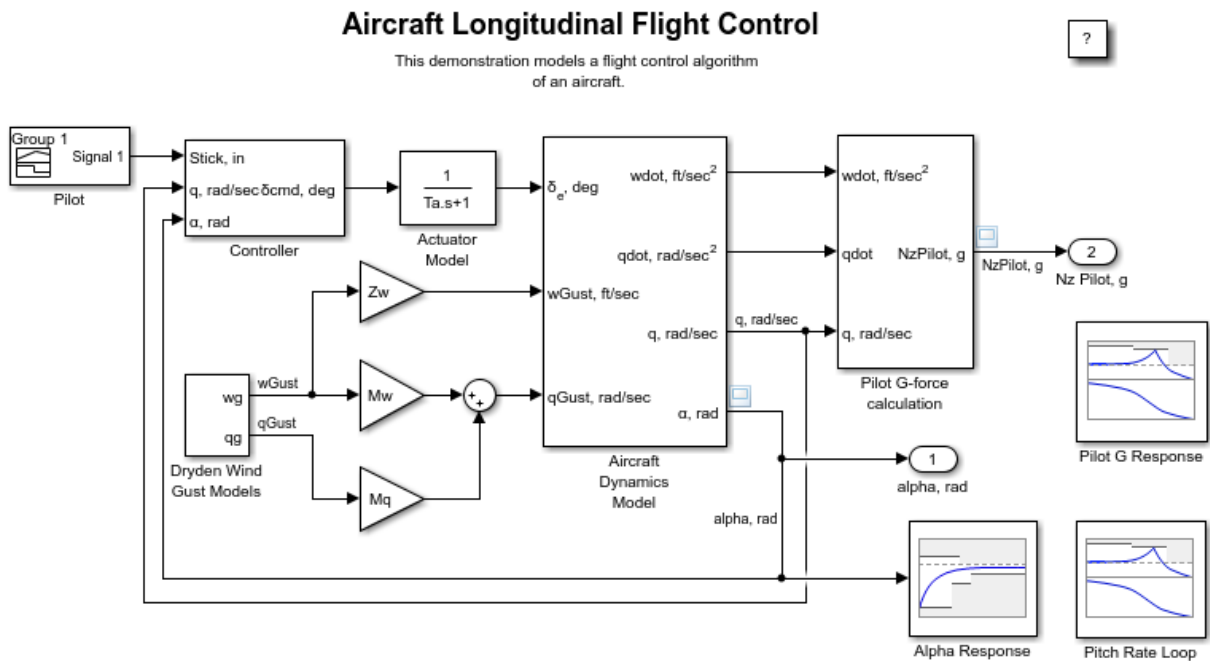 Aircraft Longitudinal Flight Control
?
This demonstration models a flight control algorithm
of an aircraft.
Group 1
Signal 1
Pilot
Stick, in
q, rad/sec δcmd, deg
α, rad
Controller
1
Ta.s+1
Actuator
Model
δe, deg
wGust, ft/sec
qGust, rad/sec
wdot, ft/sec²
qdot, rad/sec²
q, rad/sec
α, rad
Aircraft
Dynamics
Model
q, rad/sec
wdot, ft/sec²
qdot
NzPilot, g
q, rad/sec
Pilot G-force
calculation
NzPilot, g
2
Nz Pilot, g
Zw
Mw
Mq
+
+
wg
qg
wGust
qGust
Dryden Wind
Gust Models
1
alpha, rad
alpha, rad
Pilot G Response
Alpha Response
Pitch Rate Loop